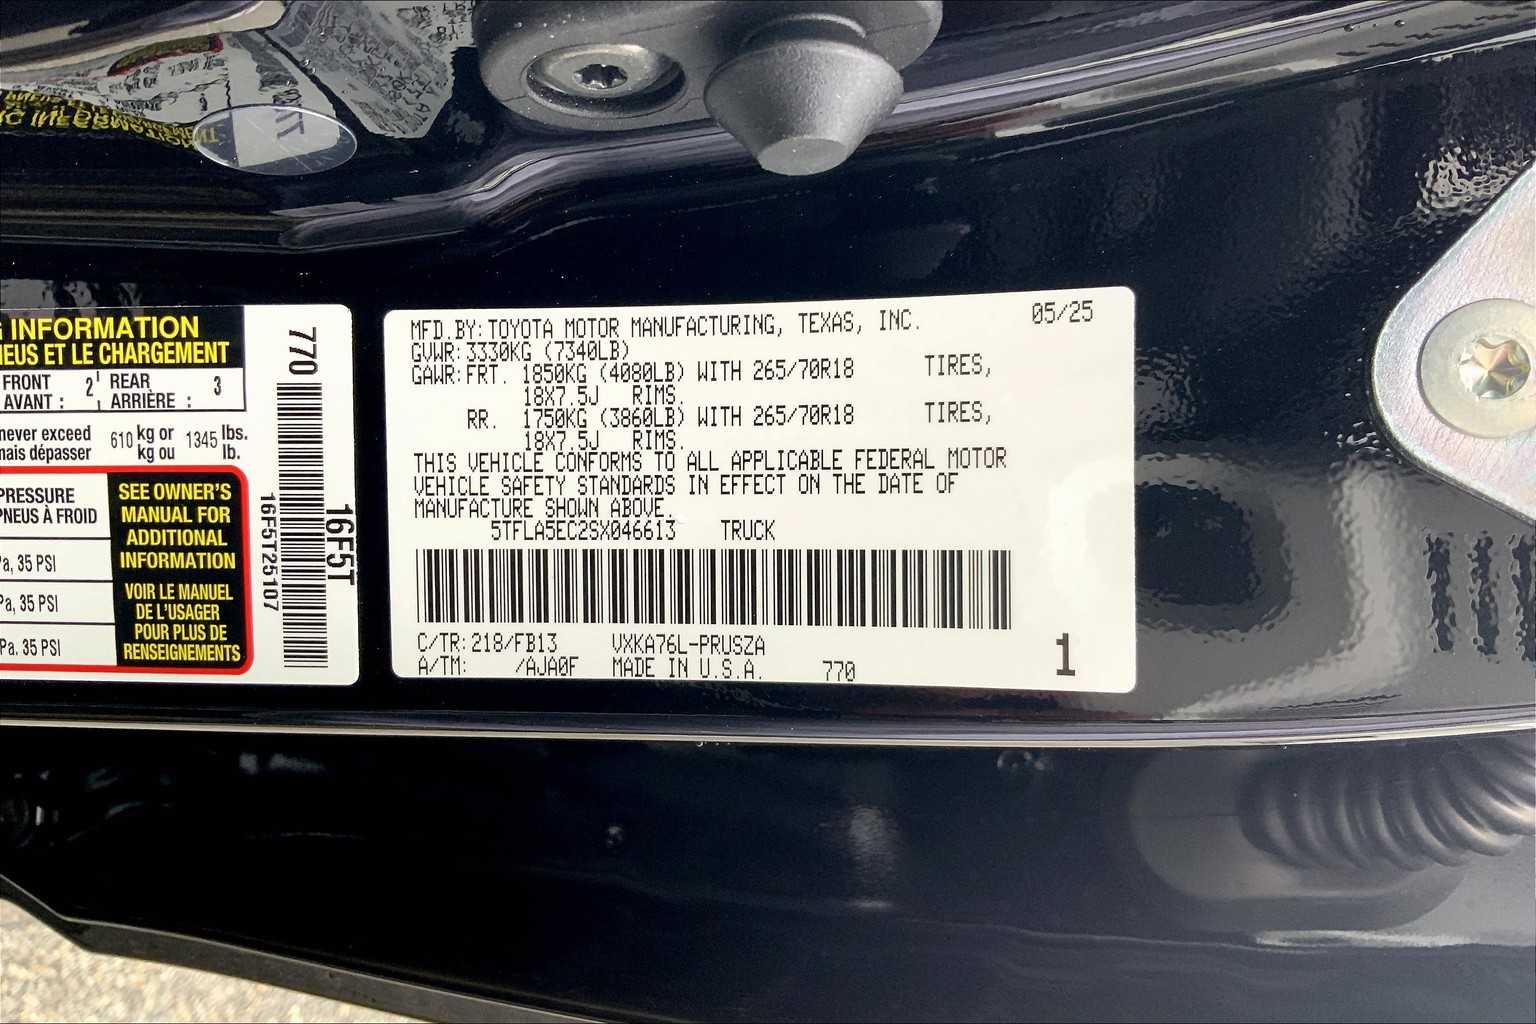 INFORMATION
NEUS ET LE CHARGEMENT
FRONT 2 REAR 3
AVANT : ARRIÈRE :
never exceed 610 kg or 1345 lbs.
mais dépasser kg ou lb.
PRESSURE
PNEUS À FROID
Pa, 35 PSI
Pa, 35 PSI
Pa. 35 PSI
SEE OWNER'S
MANUAL FOR
ADDITIONAL
INFORMATION
VOIR LE MANUEL
DE L'USAGER
POUR PLUS DE
RENSEIGNEMENTS
770
16F5T25107
16F5T
MFD.BY:TOYOTA MOTOR MANUFACTURING, TEXAS, INC. 05/25
GVWR:3330KG (7340LB)
GAWR:FRT. 1850KG (4080LB) WITH 265/70R18 TIRES,
18X7.5J RIMS.
RR. 1750KG (3860LB) WITH 265/70R18 TIRES,
18X7.5J RIMS.
THIS VEHICLE CONFORMS TO ALL APPLICABLE FEDERAL MOTOR
VEHICLE SAFETY STANDARDS IN EFFECT ON THE DATE OF
MANUFACTURE SHOWN ABOVE.
5TFLA5EC2SX046613 TRUCK
C/TR:218/FB13 VXKA76L-PRUSZA
A/TM: /AJA0F MADE IN U.S.A. 770 1